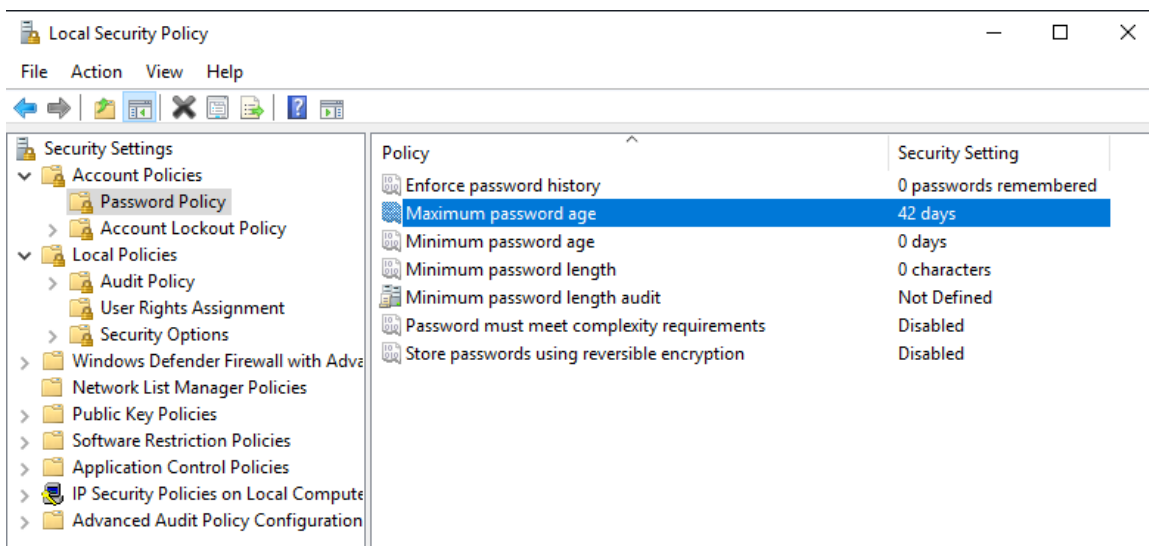 Local Security Policy
File Action View Help
Security Settings
Account Policies
Password Policy
Account Lockout Policy
Local Policies
Audit Policy
User Rights Assignment
Security Options
Windows Defender Firewall with Adva
Network List Manager Policies
Public Key Policies
Software Restriction Policies
Application Control Policies
IP Security Policies on Local Compute
Advanced Audit Policy Configuration
Policy Security Setting
Enforce password history 0 passwords remembered
Maximum password age 42 days
Minimum password age 0 days
Minimum password length 0 characters
Minimum password length audit Not Defined
Password must meet complexity requirements Disabled
Store passwords using reversible encryption Disabled